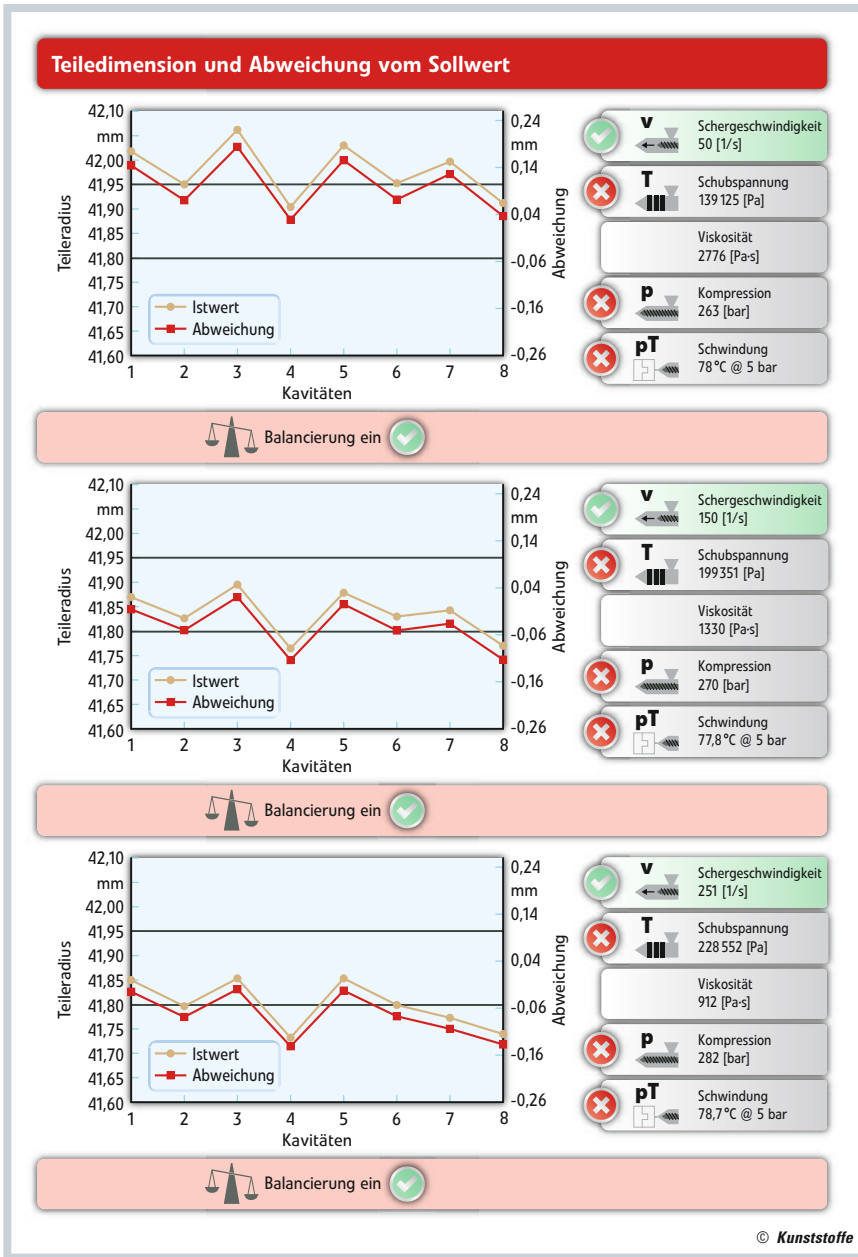 Teiledimension und Abweichung vom Sollwert
42,10
mm
42,00
41,95
41,90
41,85
41,80
41,75
41,70
41,65
41,60
Teileradius
Istwert
Abweichung
1 2 3 4 5 6 7 8
Kavitäten
0,24
mm
0,14
0,04
-0,06
-0,16
-0,26
Abweichung
v
Schergeschwindigkeit
50 [1/s]
T
Schubspannung
139 125 [Pa]
Viskosität
2776 [Pa·s]
p
Kompression
263 [bar]
pT
Schwindung
78 °C @ 5 bar
Balancierung ein
42,10
mm
42,00
41,95
41,90
41,85
41,80
41,75
41,70
41,65
41,60
Teileradius
Istwert
Abweichung
1 2 3 4 5 6 7 8
Kavitäten
0,24
mm
0,14
0,04
-0,06
-0,16
-0,26
Abweichung
v
Schergeschwindigkeit
150 [1/s]
T
Schubspannung
199 351 [Pa]
Viskosität
1330 [Pa·s]
p
Kompression
270 [bar]
pT
Schwindung
77,8 °C @ 5 bar
Balancierung ein
42,10
mm
42,00
41,95
41,90
41,85
41,80
41,75
41,70
41,65
41,60
Teileradius
Istwert
Abweichung
1 2 3 4 5 6 7 8
Kavitäten
0,24
mm
0,14
0,04
-0,06
-0,16
-0,26
Abweichung
v
Schergeschwindigkeit
251 [1/s]
T
Schubspannung
228 552 [Pa]
Viskosität
912 [Pa·s]
p
Kompression
282 [bar]
pT
Schwindung
78,7 °C @ 5 bar
Balancierung ein
© Kunststoffe